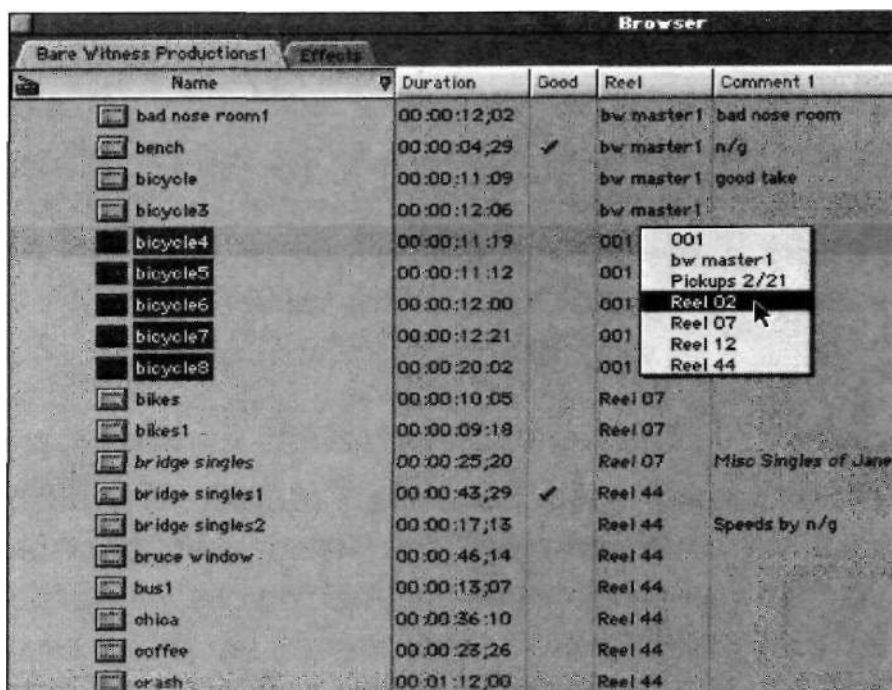 Browser
Bare Witness Productions1 Effects
Name Duration Good Reel Comment 1
bad nose room1 00:00:12;02 bw master1 bad nose room
bench 00:00:04;29 ✓ bw master1 n/g
bicycle 00:00:11:09 bw master1 good take
bicycle3 00:00:12:06 bw master1
bicycle4 00:00:11:19 001
bicycle5 00:00:11:12 001
bicycle6 00:00:12:00 001
bicycle7 00:00:12:21 001
bicycle8 00:00:20:02 001
001
bw master1
Pickups 2/21
Reel 02
Reel 07
Reel 12
Reel 44
bikes 00:00:10:05 Reel 07
bikes1 00:00:09:18 Reel 07
bridge singles 00:00:25;20 Reel 07 Misc Singles of Jane
bridge singles1 00:00:43;29 ✓ Reel 44
bridge singles2 00:00:17;13 Reel 44 Speeds by n/g
bruce window 00:00:46;14 Reel 44
bus1 00:00:13;07 Reel 44
chica 00:00:36:10 Reel 44
coffee 00:00:23;26 Reel 44
crash 00:01:12;00 Reel 44